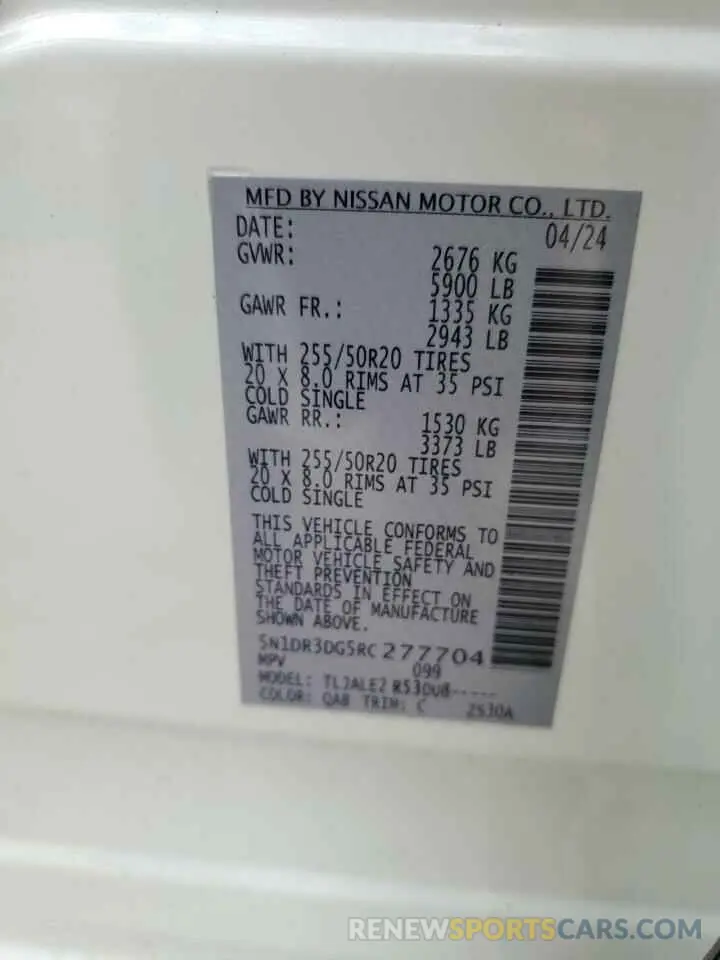 MFD BY NISSAN MOTOR CO., LTD.
DATE: 04/24
GVWR: 2676 KG
5900 LB
GAWR FR.: 1335 KG
2943 LB
WITH 255/50R20 TIRES
20 X 8.0 RIMS AT 35 PSI
COLD SINGLE
GAWR RR.: 1530 KG
3373 LB
WITH 255/50R20 TIRES
20 X 8.0 RIMS AT 35 PSI
COLD SINGLE
THIS VEHICLE CONFORMS TO
ALL APPLICABLE FEDERAL
MOTOR VEHICLE SAFETY AND
THEFT PREVENTION
STANDARDS IN EFFECT ON
THE DATE OF MANUFACTURE
SHOWN ABOVE.
5N1DR3DG5RC277704
MPV 099
MODEL:
COLOR: QAB TRIM: C 2530A
RENEWSPORTSCARS.COM